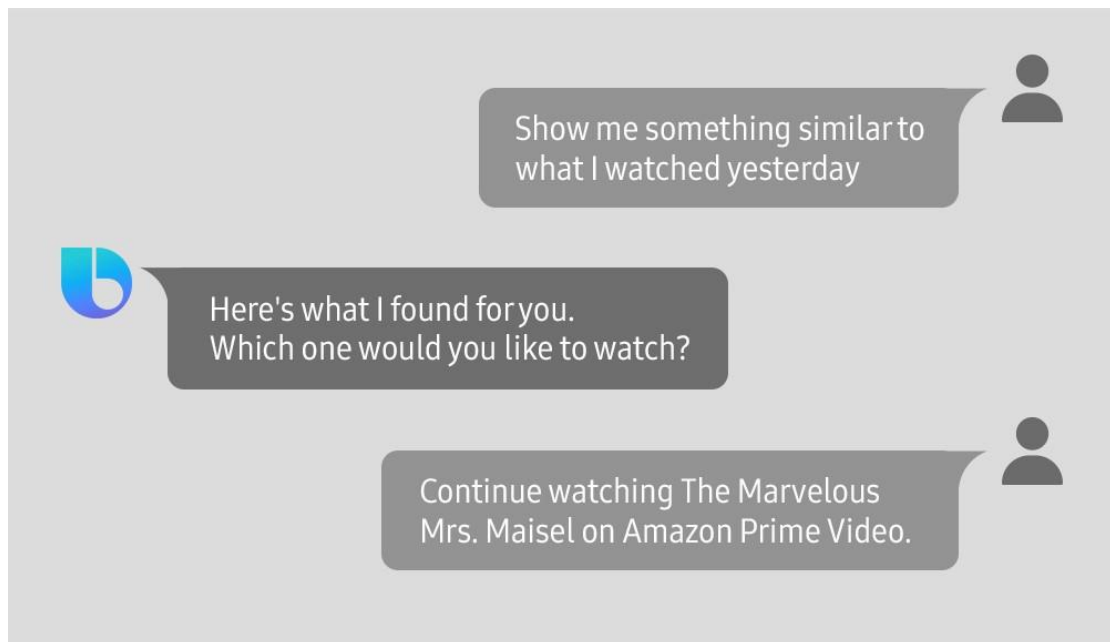 Show me something similar to
what I watched yesterday
Here's what I found for you.
Which one would you like to watch?
Continue watching The Marvelous
Mrs. Maisel on Amazon Prime Video.